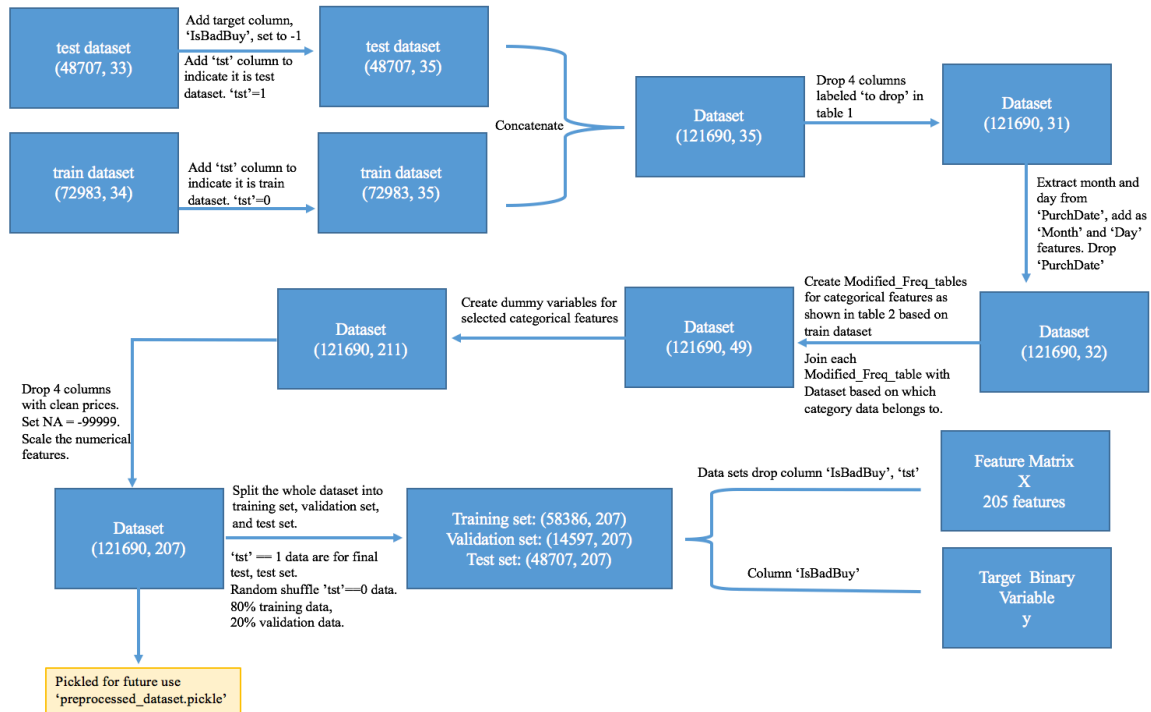 test dataset
(48707, 33)
Add target column,
‘IsBadBuy’, set to -1
Add ‘tst’ column to
indicate it is test
dataset. ‘tst’=1
test dataset
(48707, 35)
train dataset
(72983, 34)
Add ‘tst’ column to
indicate it is train
dataset. ‘tst’=0
train dataset
(72983, 35)
Concatenate
Dataset
(121690, 35)
Drop 4 columns
labeled ‘to drop’ in
table 1
Dataset
(121690, 31)
Extract month and
day from
‘PurchDate’, add as
‘Month’ and ‘Day’
features. Drop
‘PurchDate’
Dataset
(121690, 32)
Create Modified_Freq_tables
for categorical features as
shown in table 2 based on
train dataset
Join each
Modified_Freq_table with
Dataset based on which
category data belongs to.
Dataset
(121690, 49)
Create dummy variables for
selected categorical features
Dataset
(121690, 211)
Drop 4 columns
with clean prices.
Set NA = -99999.
Scale the numerical
features.
Dataset
(121690, 207)
Split the whole dataset into
training set, validation set,
and test set.
‘tst’ == 1 data are for final
test, test set.
Random shuffle ’tst’==0 data.
80% training data,
20% validation data.
Training set: (58386, 207)
Validation set: (14597, 207)
Test set: (48707, 207)
Data sets drop column ‘IsBadBuy’, ‘tst’
Feature Matrix
X
205 features
Column ‘IsBadBuy’
Target Binary
Variable
y
Pickled for future use
‘preprocessed_dataset.pickle’